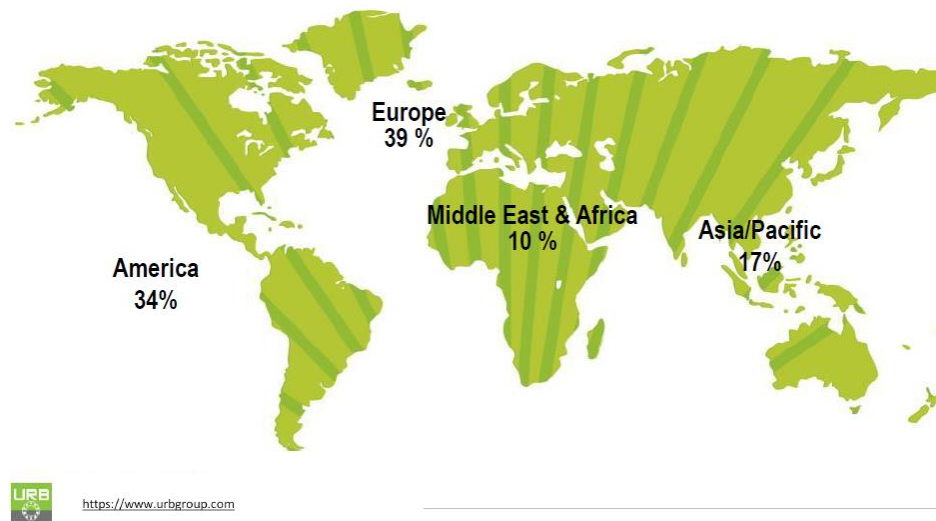 Europe
39 %
Middle East & Africa
10 %
Asia/Pacific
17%
America
34%
URB
https://www.urbgroup.com